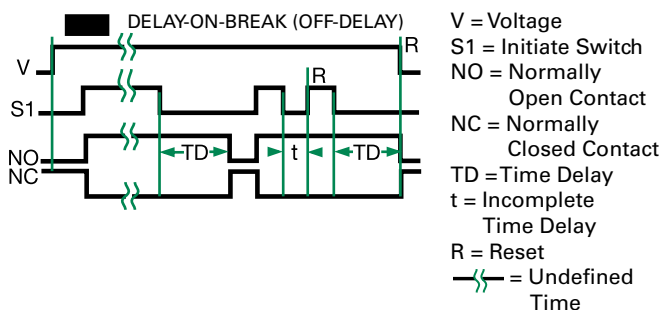 DELAY-ON-BREAK (OFF-DELAY)
R
V
R
S1
NO
TD
t
TD
NC
V = Voltage
S1 = Initiate Switch
NO = Normally
Open Contact
NC = Normally
Closed Contact
TD =Time Delay
t = Incomplete
Time Delay
R = Reset
= Undefined
Time